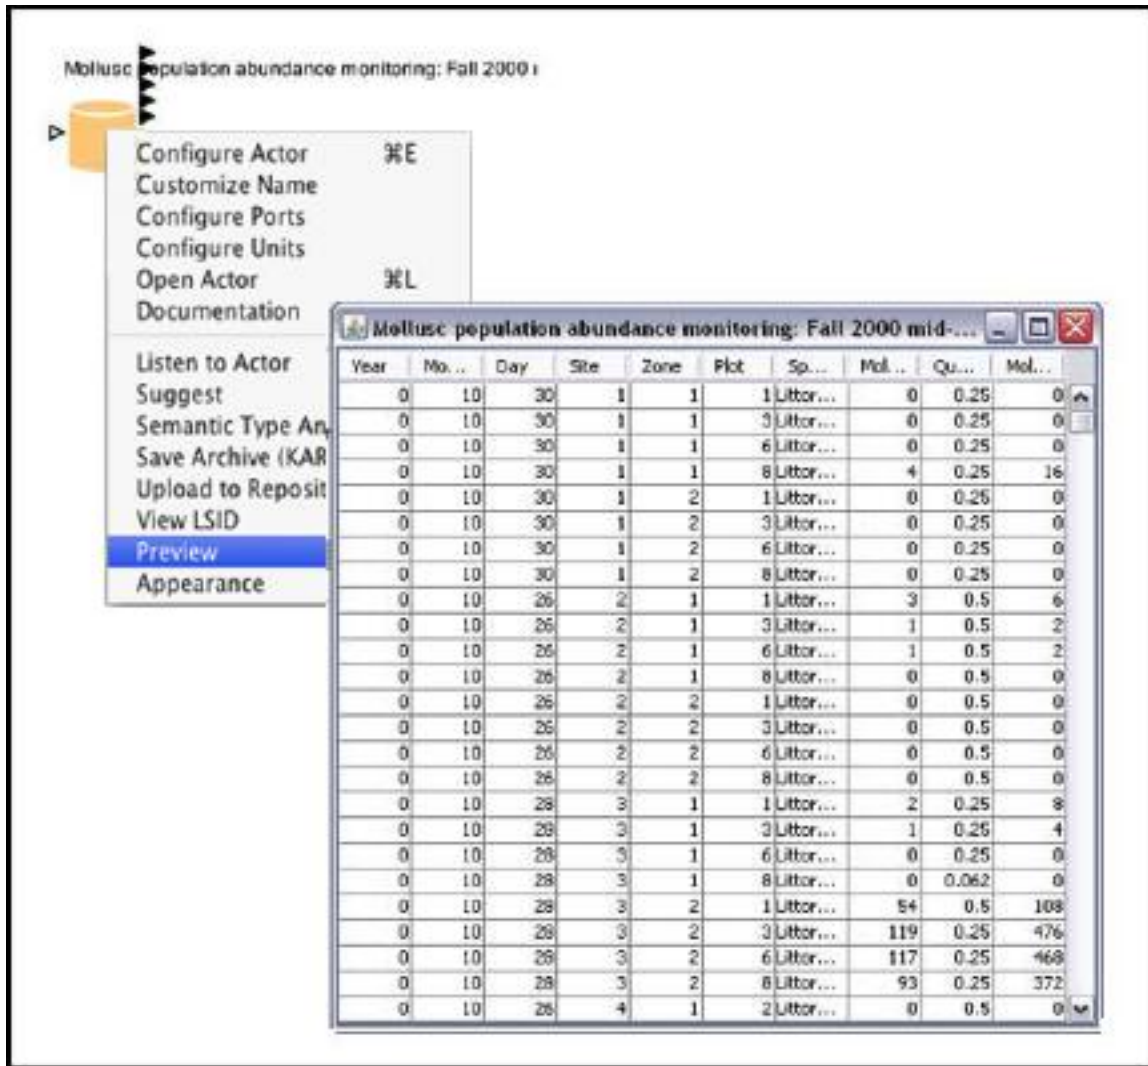 Mollusc population abundance monitoring: Fall 2000
Configure Actor ⌘E
Customize Name
Configure Ports
Configure Units
Open Actor ⌘L
Documentation
Listen to Actor
Suggest
Semantic Type An
Save Archive (KAR
Upload to Reposit
View LSID
Preview
Appearance
Mollusc population abundance monitoring: Fall 2000 mid-...
Year Mo... Day Site Zone Plot Sp... Mol... Qu... Mol...
0 10 30 1 1 1 Littor... 0 0.25 0
0 10 30 1 1 3 Littor... 0 0.25 0
0 10 30 1 1 6 Littor... 0 0.25 0
0 10 30 1 1 8 Littor... 4 0.25 16
0 10 30 1 2 1 Littor... 0 0.25 0
0 10 30 1 2 3 Littor... 0 0.25 0
0 10 30 1 2 6 Littor... 0 0.25 0
0 10 30 1 2 8 Littor... 0 0.25 0
0 10 26 2 1 1 Littor... 3 0.5 6
0 10 26 2 1 3 Littor... 1 0.5 2
0 10 26 2 1 6 Littor... 1 0.5 2
0 10 26 2 1 8 Littor... 0 0.5 0
0 10 26 2 2 1 Littor... 0 0.5 0
0 10 26 2 2 3 Littor... 0 0.5 0
0 10 26 2 2 6 Littor... 0 0.5 0
0 10 26 2 2 8 Littor... 0 0.5 0
0 10 28 3 1 1 Littor... 2 0.25 8
0 10 28 3 1 3 Littor... 1 0.25 4
0 10 28 3 1 6 Littor... 0 0.25 0
0 10 28 3 1 8 Littor... 0 0.062 0
0 10 28 3 2 1 Littor... 54 0.5 108
0 10 28 3 2 3 Littor... 119 0.25 476
0 10 28 3 2 6 Littor... 117 0.25 468
0 10 28 3 2 8 Littor... 93 0.25 372
0 10 26 4 1 2 Littor... 0 0.5 0